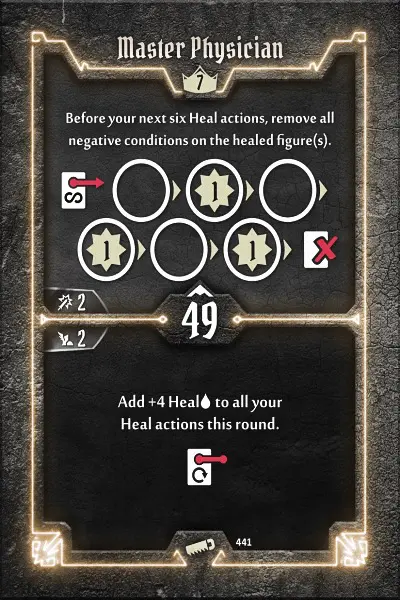 Master Physician
7
Before your next six Heal actions, remove all
negative conditions on the healed figure(s).
1
1
1
2
49
2
Add +4 Heal to all your
Heal actions this round.
441